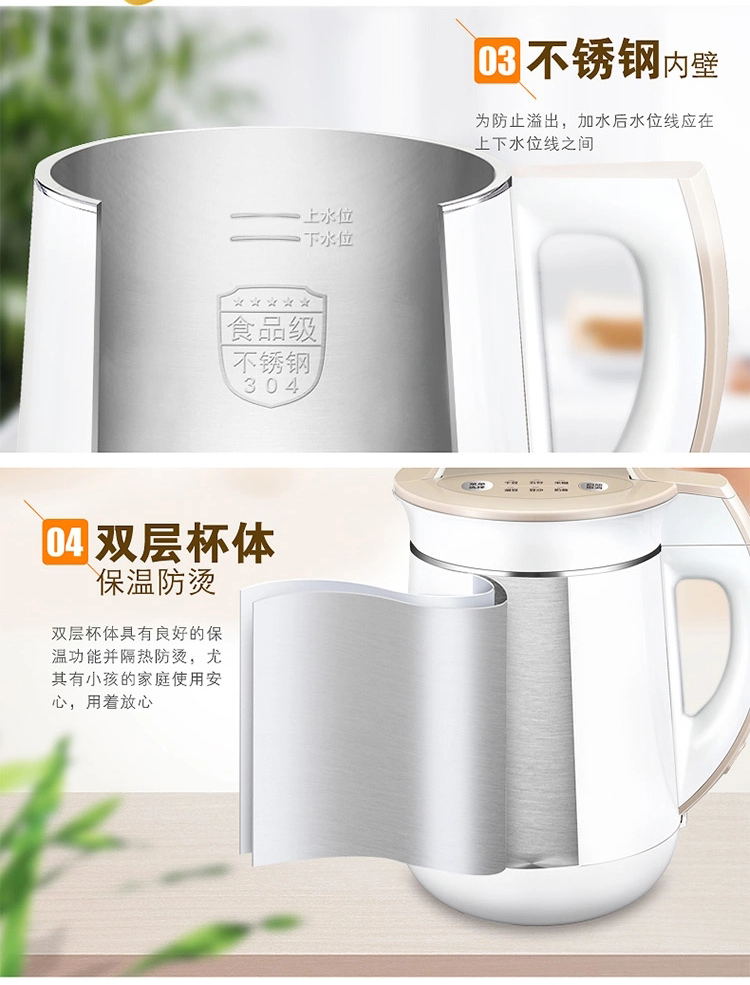 03 不锈钢内壁
为防止溢出，加水后水位线应在
上下水位线之间
上水位
下水位
食品级
不锈钢
304
04 双层杯体
保温防烫
双层杯体具有良好的保
温功能并隔热防烫，尤
其有小孩的家庭使用安
心，用着放心